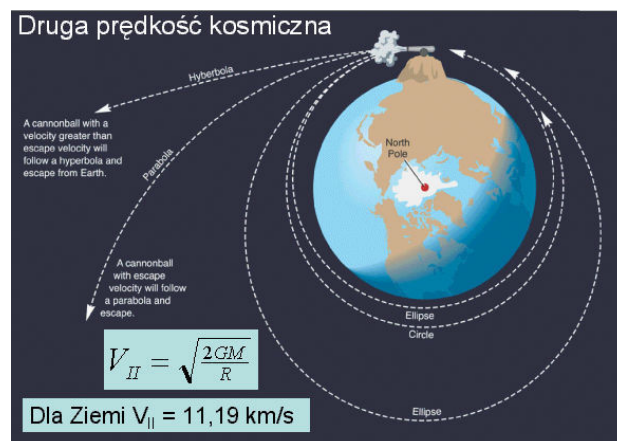 Druga prędkość kosmiczna
Hyberbola
A cannonball with a
velocity greater than
escape velocity will
follow a hyperbola and
escape from Earth.
Parabola
North
Pole
A cannonball
with escape
velocity will follow
a parabola and
escape.
Ellipse
Circle
V_II = √(2GM/R)
Dla Ziemi V_II = 11,19 km/s
Ellipse